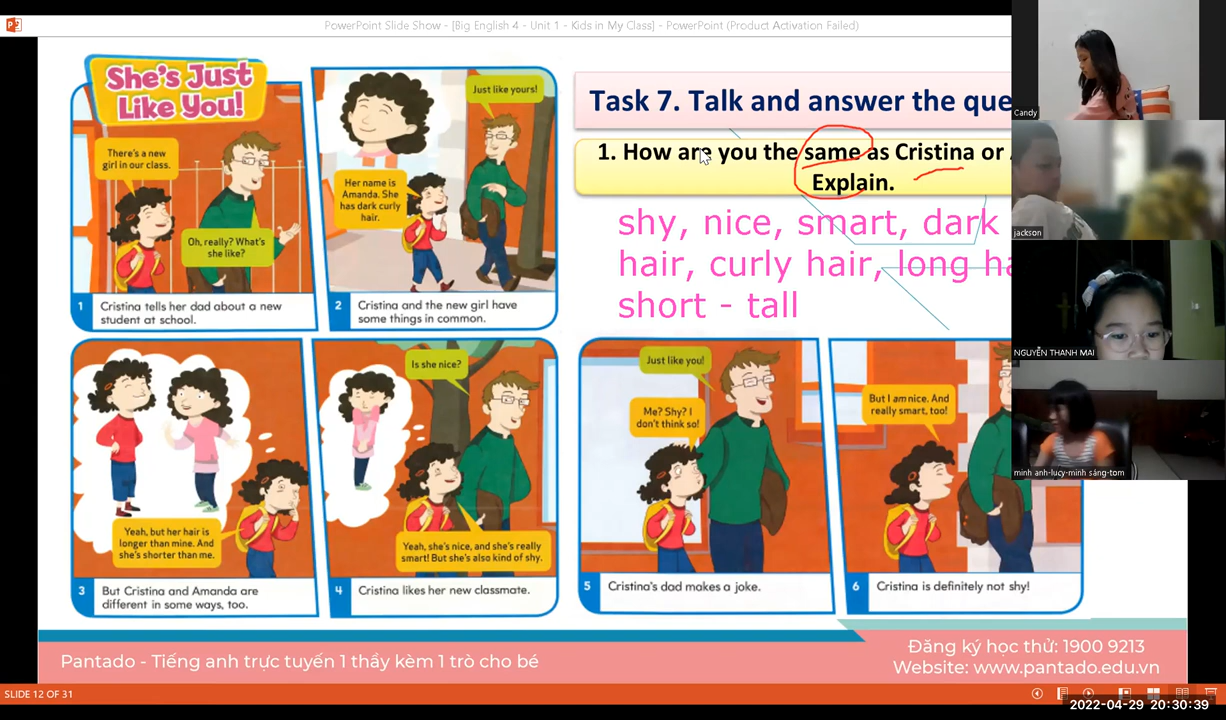 PowerPoint Slide Show - [Big English 4 - Unit 1 - Kids in My Class] - PowerPoint (Product Activation Failed)
She's Just
Like You!
There's a new
girl in our class.
Oh, really? What's
she like?
1 Cristina tells her dad about a new
student at school.
Just like yours!
Her name is
Amanda. She
has dark curly
hair.
2 Cristina and the new girl have
some things in common.
Task 7. Talk and answer the que
1. How are you the same as Cristina or
Explain.
shy, nice, smart, dark
hair, curly hair, long ha
short - tall
Yeah, but her hair is
longer than mine. And
she's shorter than me.
3 But Cristina and Amanda are
different in some ways, too.
Is she nice?
Yeah, she's nice, and she's really
smart! But she's also kind of shy.
4 Cristina likes her new classmate.
Just like you!
Me? Shy? I
don't think so!
5 Cristina's dad makes a joke.
But I am nice. And
really smart, too!
6 Cristina is definitely not shy!
Candy
jackson
NGUYỄN THANH MAI
minh anh-lucy-minh sáng-tom
Pantado - Tiếng anh trực tuyến 1 thầy kèm 1 trò cho bé
Đăng ký học thử: 1900 9213
Website: www.pantado.edu.vn
SLIDE 12 OF 31
2022-04-29 20:30:39